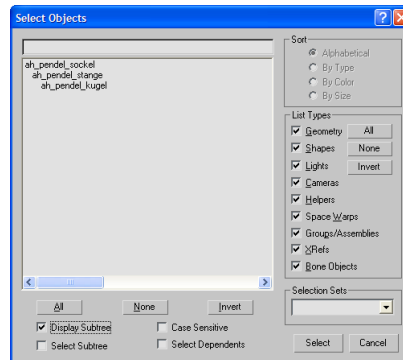 Select Objects
ah_pendel_sockel
ah_pendel_stange
ah_pendel_kugel
All
None
Invert
Display Subtree
Case Sensitive
Select Subtree
Select Dependents
Sort
Alphabetical
By Type
By Color
By Size
List Types
Geometry
All
Shapes
None
Lights
Invert
Cameras
Helpers
Space Warps
Groups/Assemblies
XRefs
Bone Objects
Selection Sets
Select
Cancel